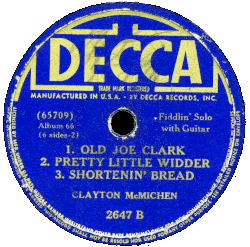 DECCA
TRADE MARK REGISTERED
MANUFACTURED IN U.S.A. - BY DECCA RECORDS, INC.
(65709)
Album 66
(6 sides-2)
Fiddlin' Solo
with Guitar
1. OLD JOE CLARK
2. PRETTY LITTLE WIDDER
3. SHORTENIN' BREAD
CLAYTON McMICHEN
2647 B